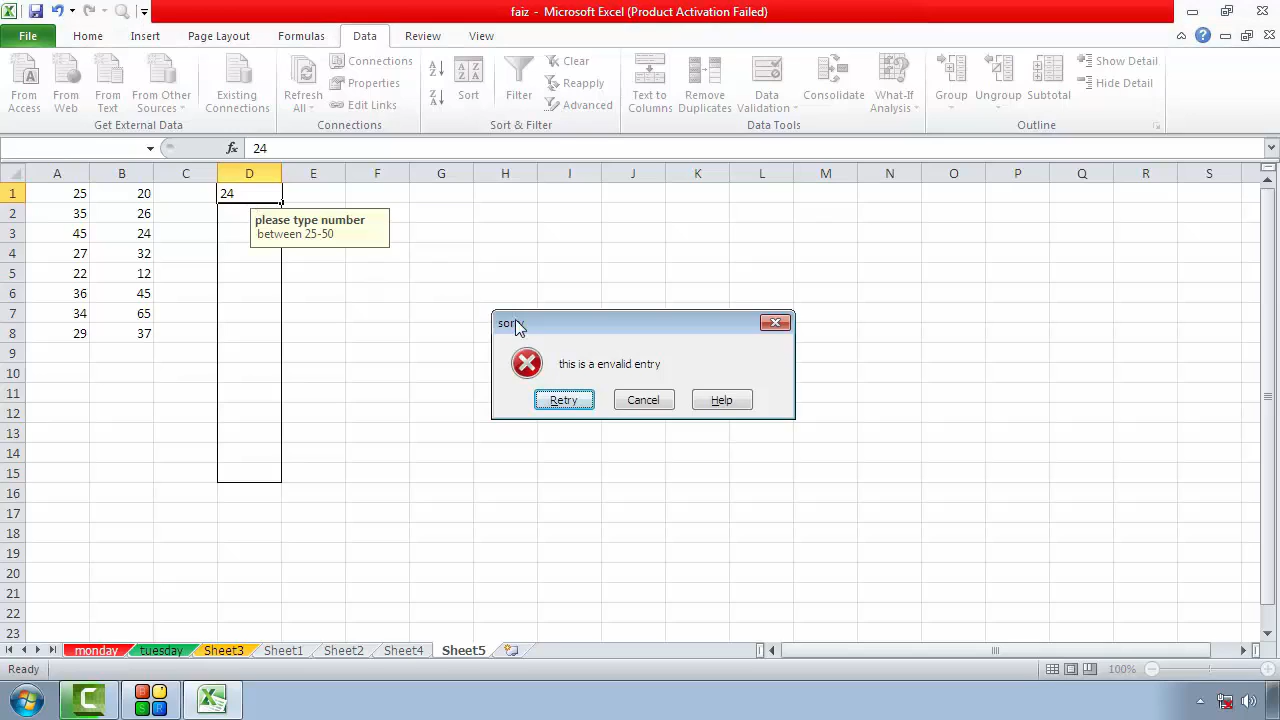 faiz - Microsoft Excel (Product Activation Failed)
File Home Insert Page Layout Formulas Data Review View
From Access
From Web
From Text
From Other Sources
Existing Connections
Get External Data
Refresh All
Connections
Properties
Edit Links
Connections
Sort
Filter
Clear
Reapply
Advanced
Sort & Filter
Text to Columns
Remove Duplicates
Data Validation
Consolidate
What-If Analysis
Data Tools
Group
Ungroup
Subtotal
Show Detail
Hide Detail
Outline
fx 24
A B C D E F G H I J K L M N O P Q R S
1 25 20 24
2 35 26
3 45 24
4 27 32
5 22 12
6 36 45
7 34 65
8 29 37
9
10
11
12
13
14
15
16
17
18
19
20
21
22
23
please type number
between 25-50
this is a envalid entry
Retry Cancel Help
monday tuesday Sheet3 Sheet1 Sheet2 Sheet4 Sheet5
Ready 100%